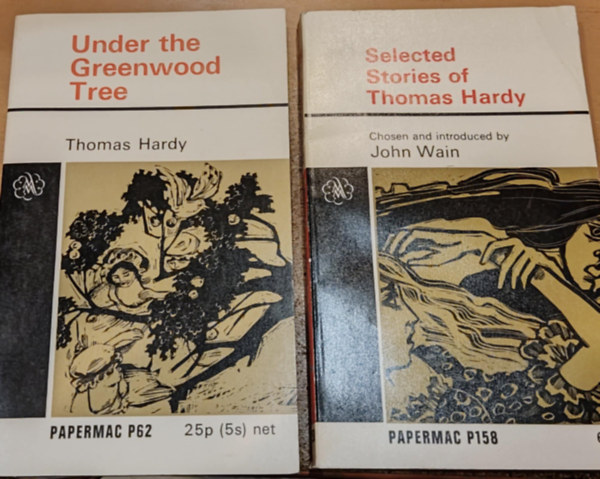 Under the
Greenwood
Tree
Thomas Hardy
PAPERMAC P62 25p (5s) net
Selected
Stories of
Thomas Hardy
Chosen and introduced by
John Wain
PAPERMAC P158